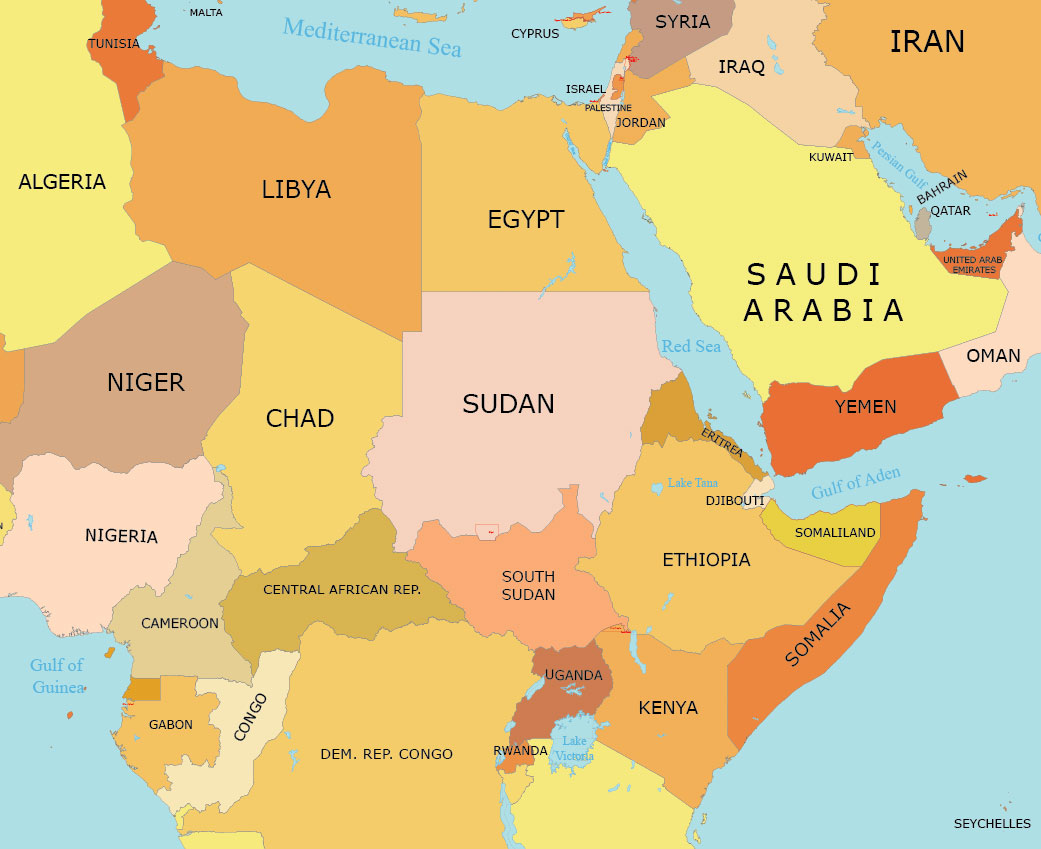 MALTA
SYRIA
TUNISIA
Mediterranean Sea
CYPRUS
IRAN
IRAQ
ISRAEL
PALESTINE
JORDAN
KUWAIT
Persian Gulf
ALGERIA
LIBYA
BAHRAIN
QATAR
EGYPT
UNITED ARAB
EMIRATES
SAUDI
ARABIA
Red Sea
OMAN
NIGER
CHAD
SUDAN
YEMEN
ERITREA
Lake Tana
Gulf of Aden
DJIBOUTI
N
NIGERIA
SOMALILAND
ETHIOPIA
SOUTH
SUDAN
CENTRAL AFRICAN REP.
CAMEROON
SOMALIA
Gulf of
Guinea
UGANDA
KENYA
CONGO
GABON
DEM. REP. CONGO
RWANDA
Lake
Victoria
SEYCHELLES